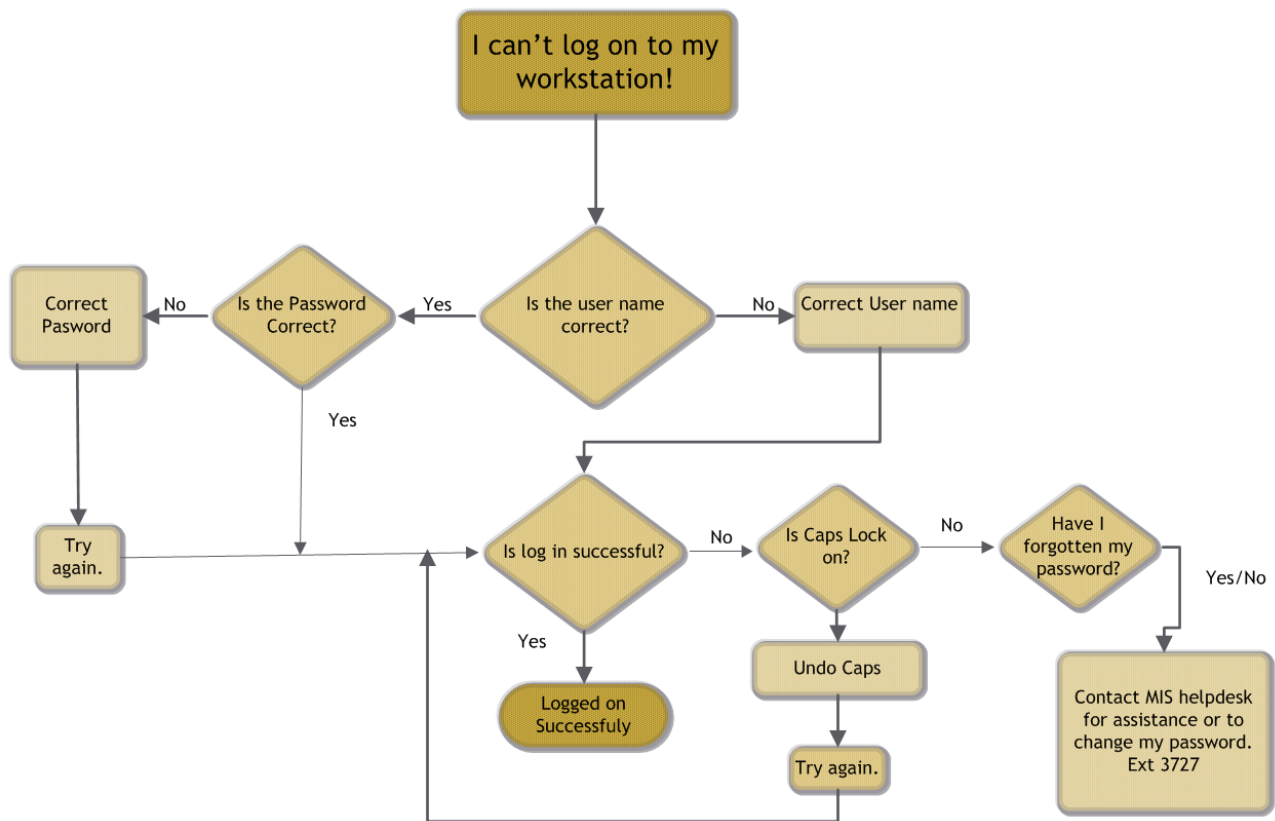 I can’t log on to my
workstation!
Correct
Pasword
No
Is the Password
Correct?
Yes
Is the user name
correct?
No
Correct User name
Yes
Try
again.
Is log in successful?
No
Is Caps Lock
on?
No
Have I
forgotten my
password?
Yes/No
Yes
Logged on
Successfuly
Undo Caps
Try again.
Contact MIS helpdesk
for assistance or to
change my password.
Ext 3727